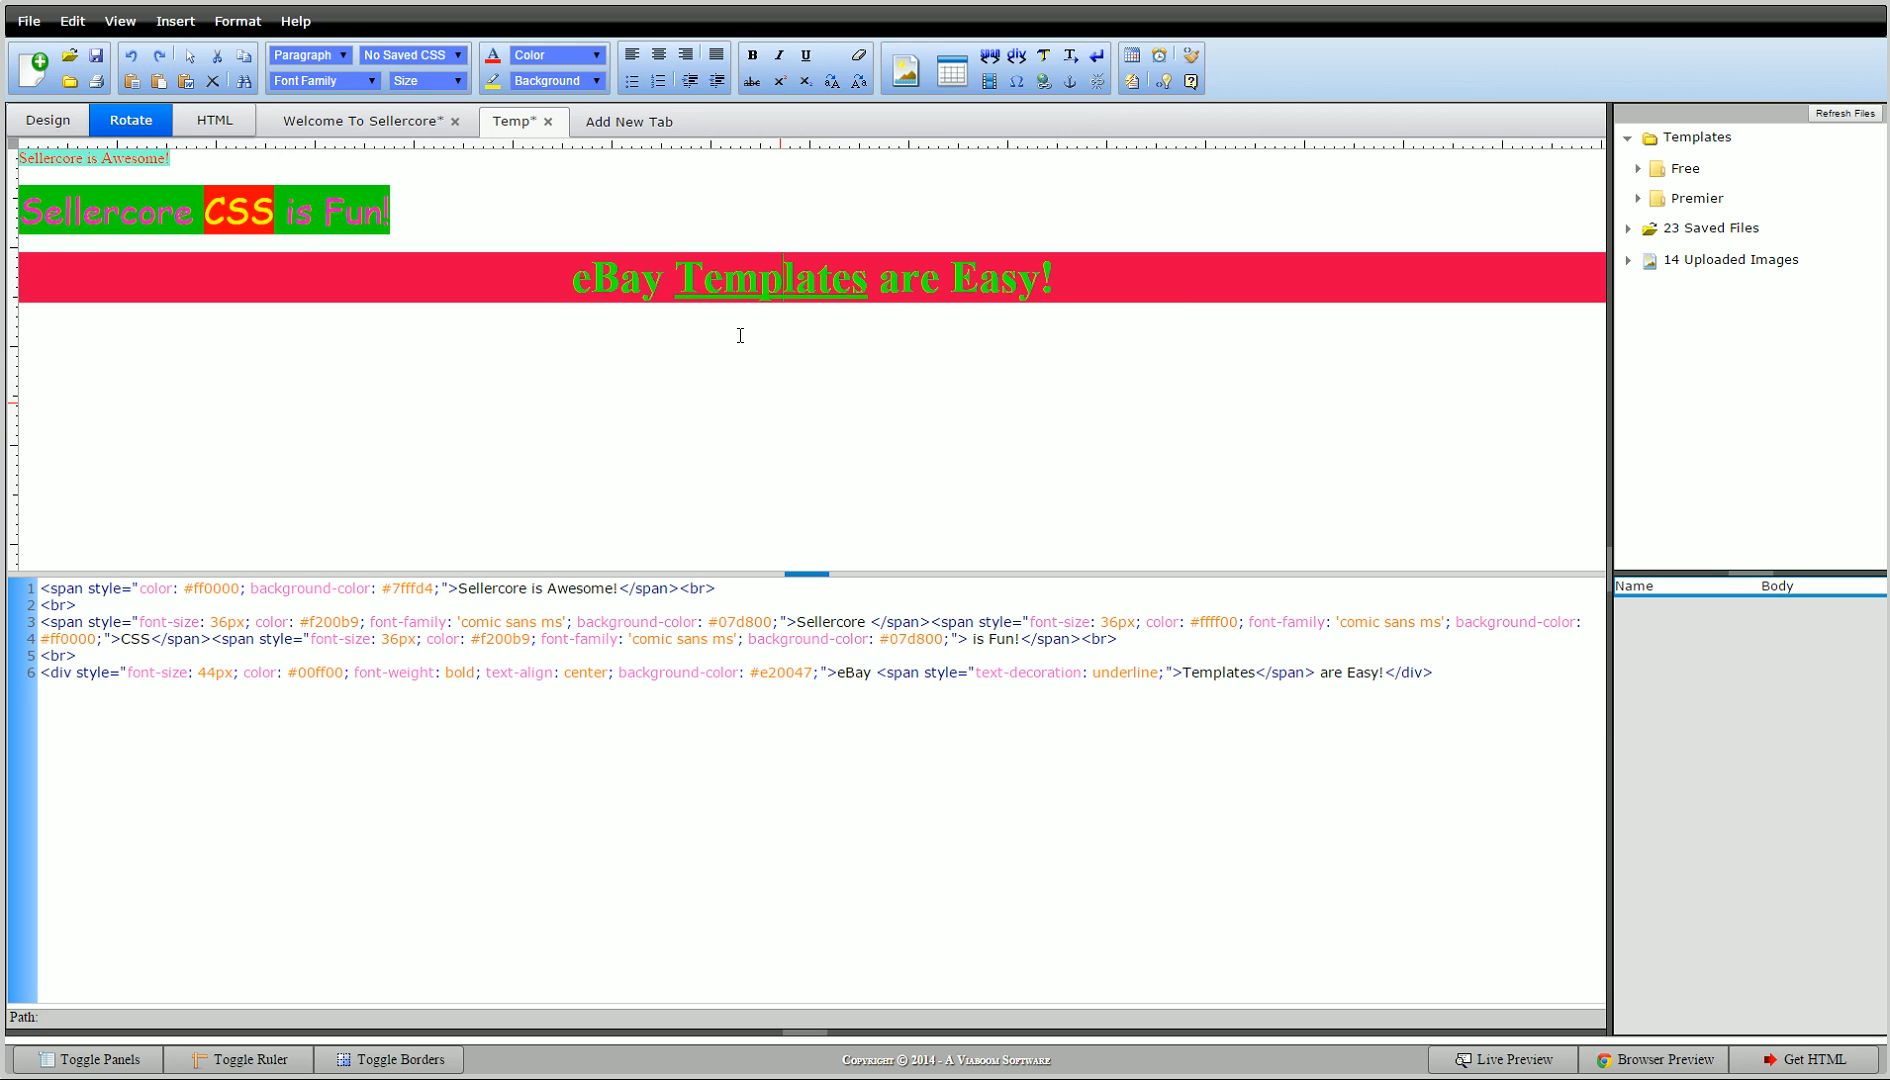 File Edit View Insert Format Help
Paragraph No Saved CSS Color
Font Family Size Background
Design Rotate HTML Welcome To Sellercore* Temp* Add New Tab
Refresh Files
Sellercore is Awesome!
Sellercore CSS is Fun!
eBay Templates are Easy!
Templates
Free
Premier
23 Saved Files
14 Uploaded Images
Name Body
1 <span style="color: #ff0000; background-color: #7fffd4;">Sellercore is Awesome!</span><br>
2 <br>
3 <span style="font-size: 36px; color: #f200b9; font-family: 'comic sans ms'; background-color: #07d800;">Sellercore </span><span style="font-size: 36px; color: #ffff00; font-family: 'comic sans ms'; background-color:
4 #ff0000;">CSS</span><span style="font-size: 36px; color: #f200b9; font-family: 'comic sans ms'; background-color: #07d800;"> is Fun!</span><br>
5 <br>
6 <div style="font-size: 44px; color: #00ff00; font-weight: bold; text-align: center; background-color: #e20047;">eBay <span style="text-decoration: underline;">Templates</span> are Easy!</div>
Path:
Toggle Panels Toggle Ruler Toggle Borders Copyright © 2014 - A Viaboom Software Live Preview Browser Preview Get HTML